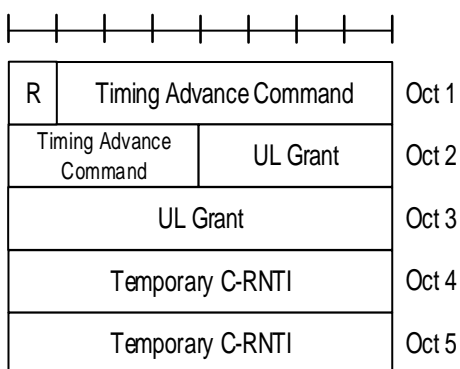 R Timing Advance Command Oct 1
Timing Advance
Command
UL Grant Oct 2
UL Grant Oct 3
Temporary C-RNTI Oct 4
Temporary C-RNTI Oct 5